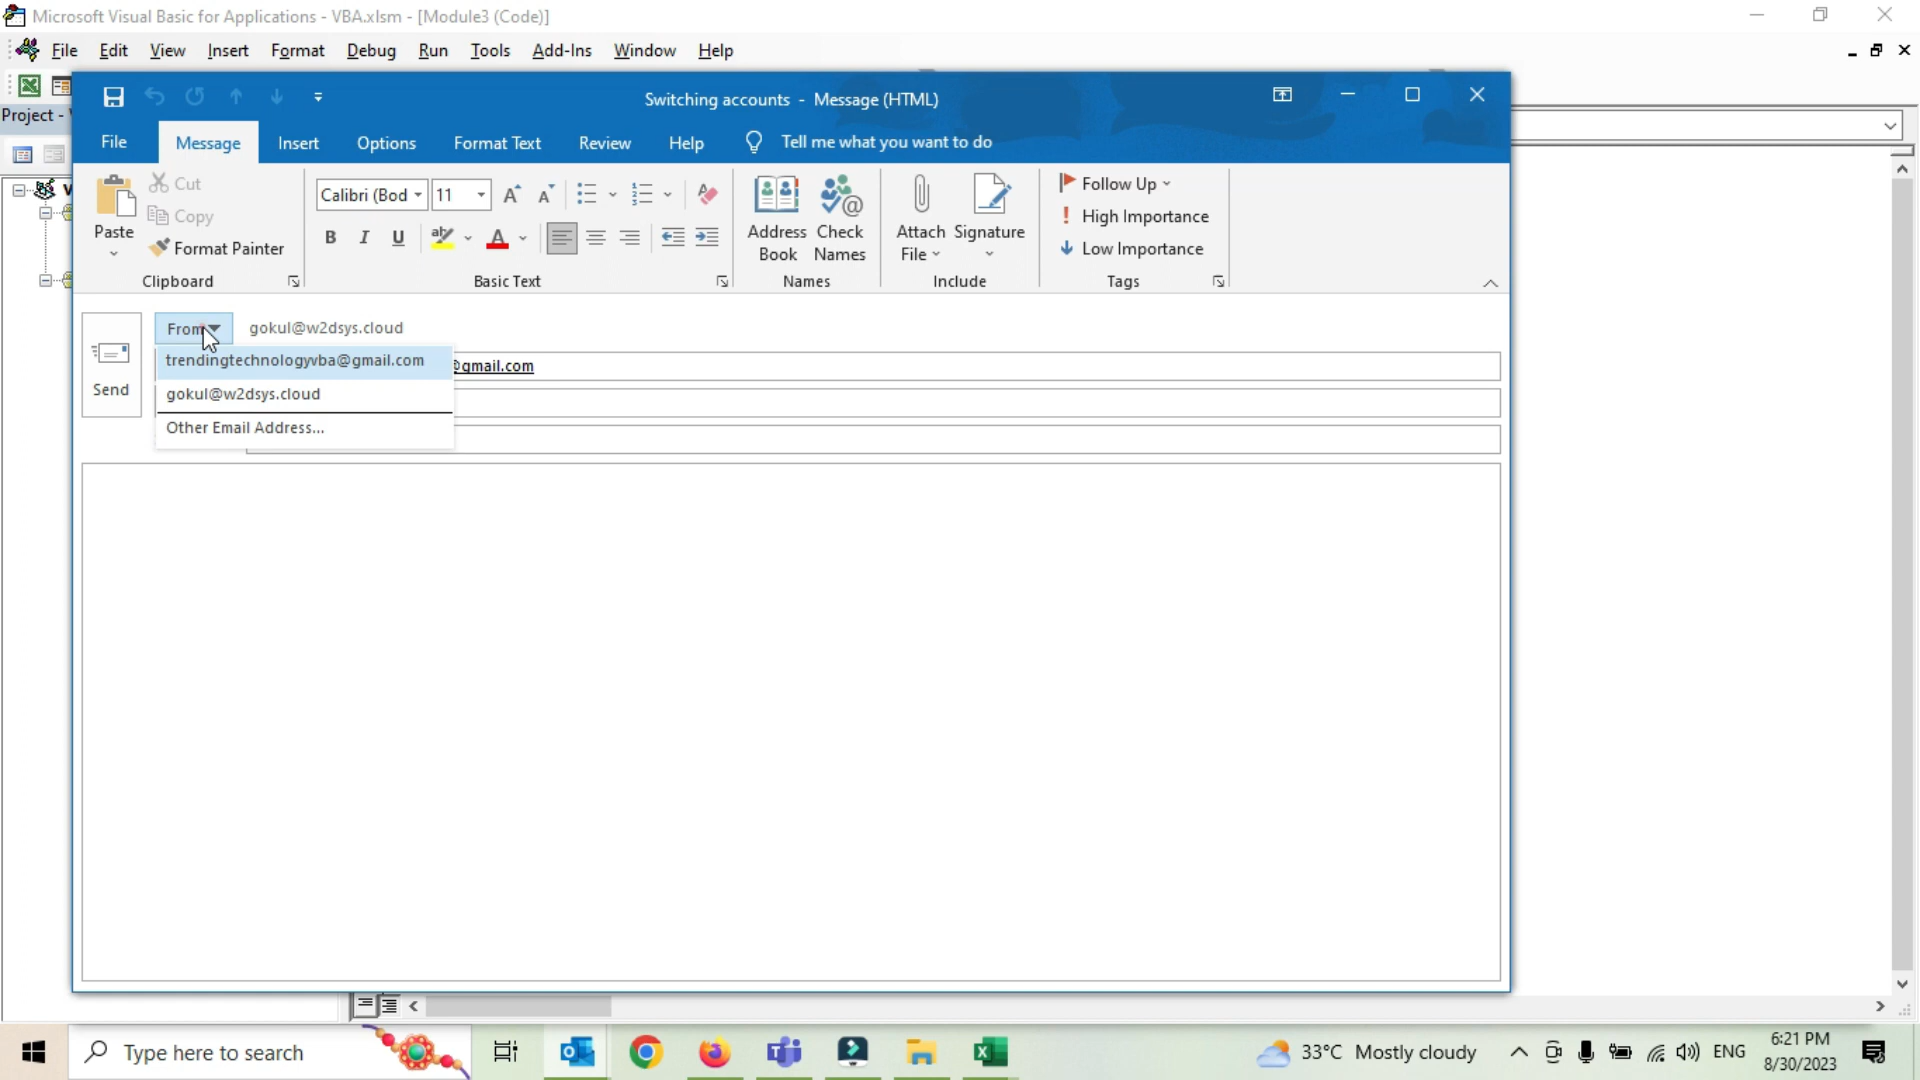 Microsoft Visual Basic for Applications - VBA.xlsm - [Module3 (Code)]
File Edit View Insert Format Debug Run Tools Add-Ins Window Help
Project -
Switching accounts - Message (HTML)
File Message Insert Options Format Text Review Help Tell me what you want to do
Cut
Copy
Format Painter
Paste
Calibri (Bod 11
B I U
Address Book
Check Names
Attach File
Signature
Follow Up
High Importance
Low Importance
Clipboard Basic Text Names Include Tags
From gokul@w2dsys.cloud
trendingtechnologyvba@gmail.com
@gmail.com
gokul@w2dsys.cloud
Other Email Address...
Send
Type here to search
33°C Mostly cloudy
ENG
6:21 PM
8/30/2023